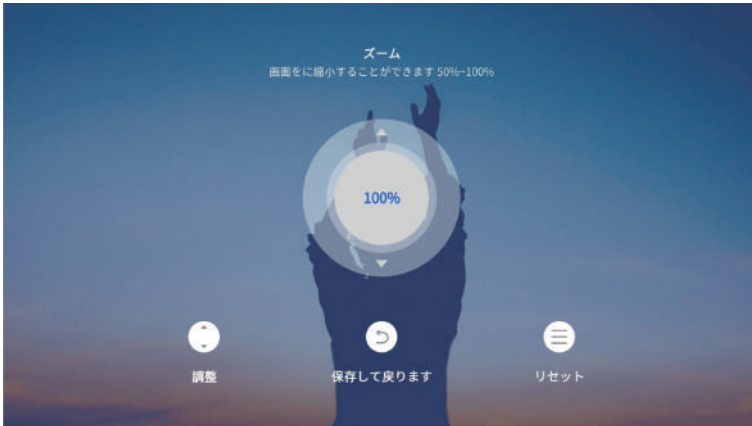 ズーム
画面をに縮小することができます 50%~100%
100%
調整
保存して戻ります
リセット